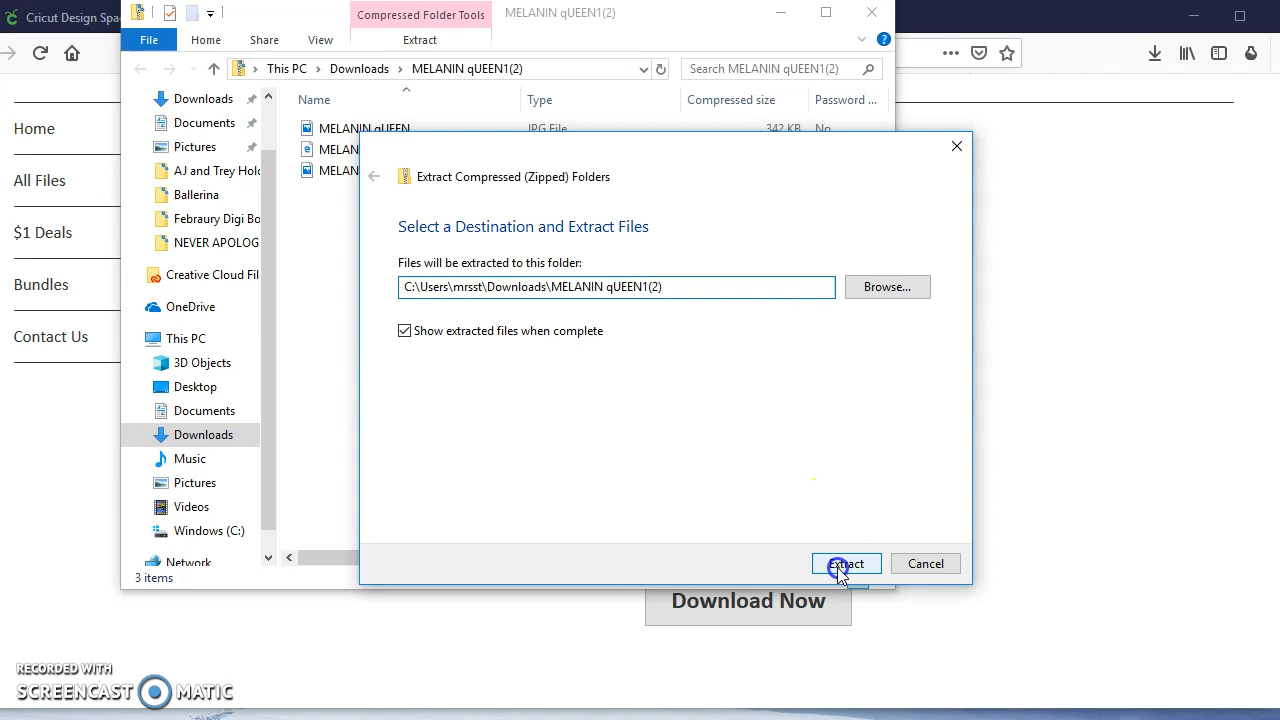 Cricut Design Spac
Compressed Folder Tools
MELANIN qUEEN1(2)
File
Home
Share
View
Extract
This PC
Downloads
MELANIN qUEEN1(2)
Search MELANIN qUEEN1(2)
Name
Type
Compressed size
Password ...
Home
All Files
$1 Deals
Bundles
Contact Us
Downloads
Documents
Pictures
AJ and Trey Hol
Ballerina
Febraury Digi Bo
NEVER APOLOG
Creative Cloud Fil
OneDrive
This PC
3D Objects
Desktop
Documents
Downloads
Music
Pictures
Videos
Windows (C:)
Network
3 items
MELANIN qUEEN
JPG File
342 KB
No
MELAN
MELAN
Extract Compressed (Zipped) Folders
Select a Destination and Extract Files
Files will be extracted to this folder:
C:\Users\mrsst\Downloads\MELANIN qUEEN1(2)
Browse...
Show extracted files when complete
Extract
Cancel
Download Now
RECORDED WITH
SCREENCAST MATIC